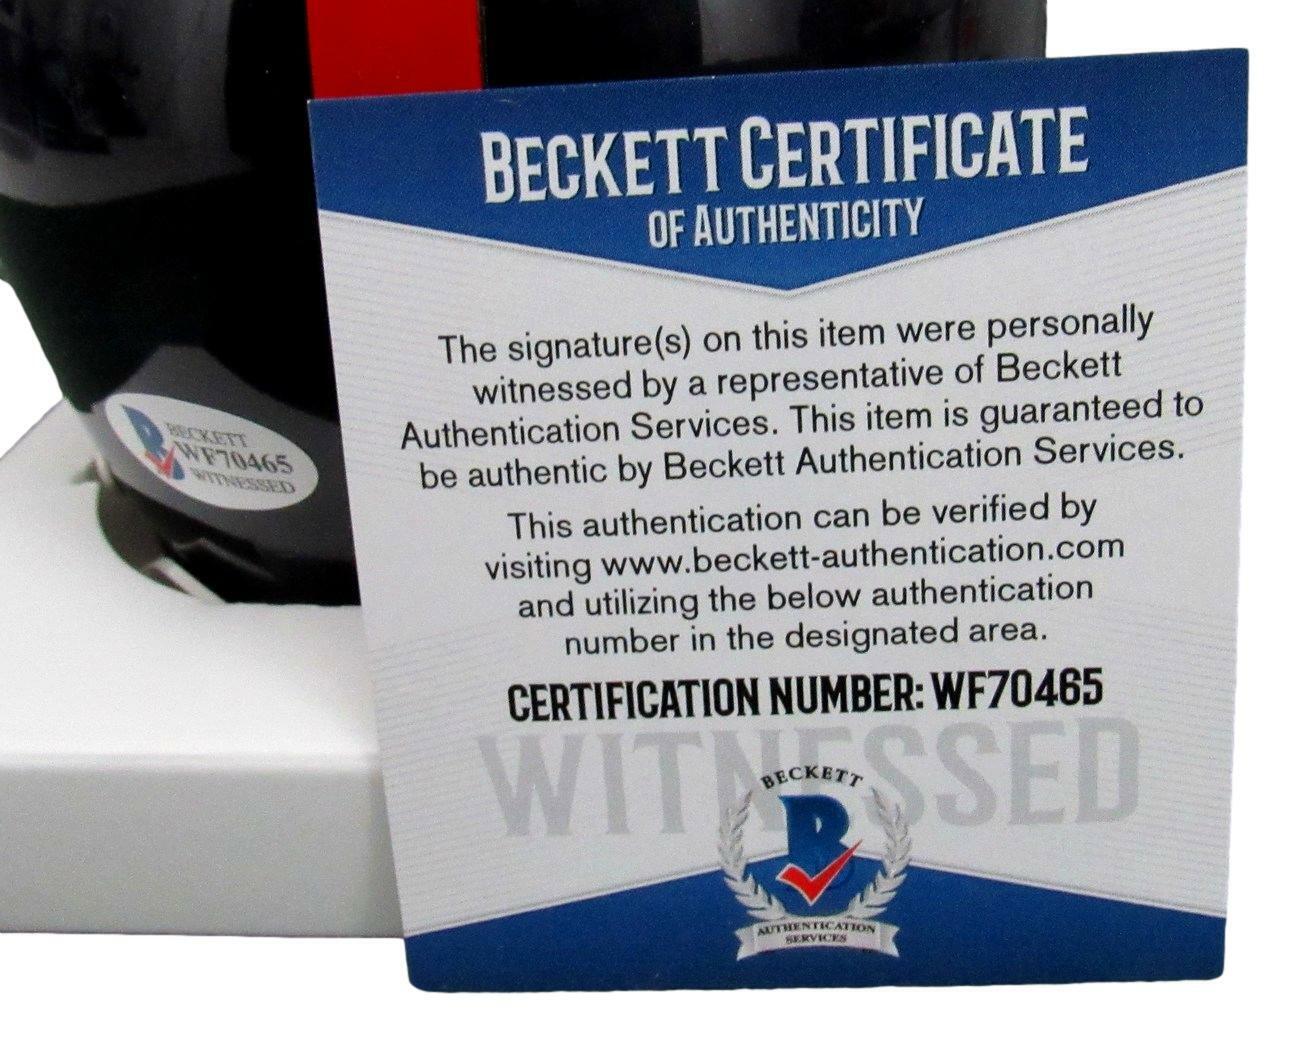 BECKETT CERTIFICATE
OF AUTHENTICITY
The signature(s) on this item were personally
witnessed by a representative of Beckett
Authentication Services. This item is guaranteed to
be authentic by Beckett Authentication Services.
This authentication can be verified by
visiting www.beckett-authentication.com
and utilizing the below authentication
number in the designated area.
CERTIFICATION NUMBER: WF70465
WITNESSED
BECKETT
B
AUTHENTICATION
SERVICES
B
BECKETT
WF70465
WITNESSED